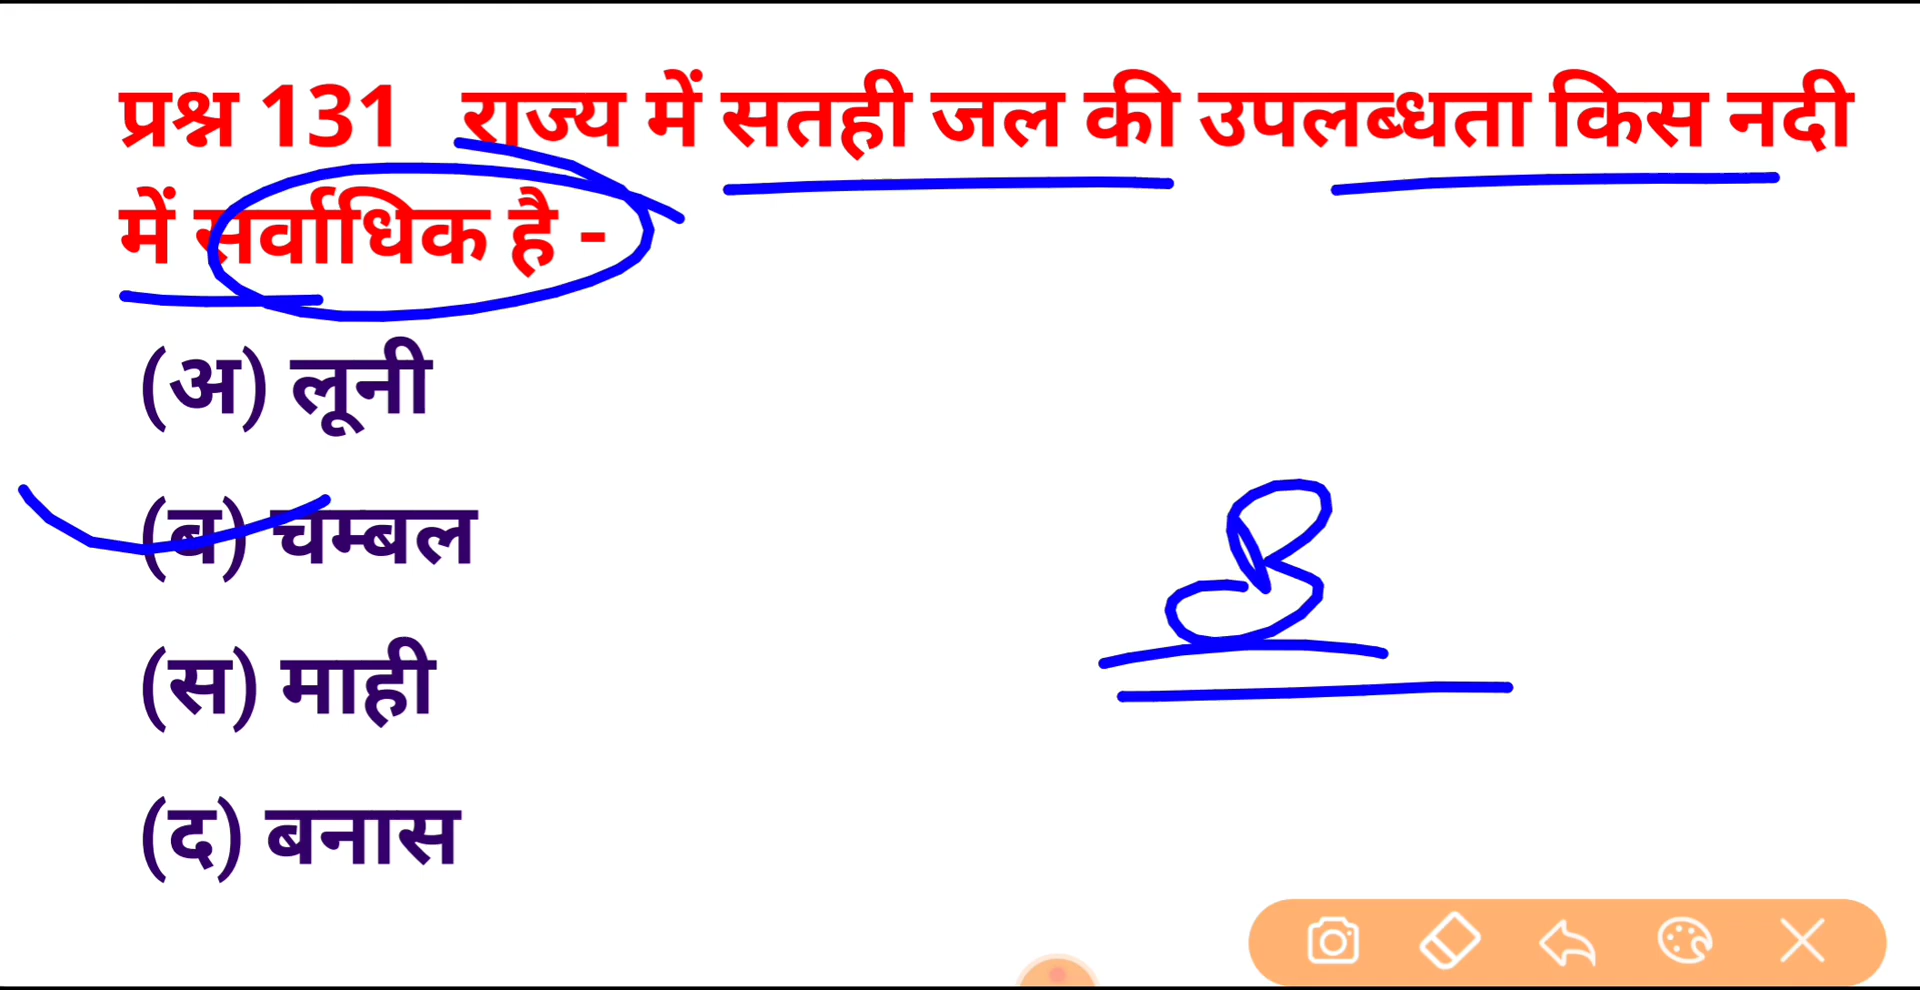 प्रश्न 131 राज्य में सतही जल की उपलब्धता किस नदी
में सर्वाधिक है -
(अ) लूनी
(ब) चम्बल
(स) माही
(द) बनास